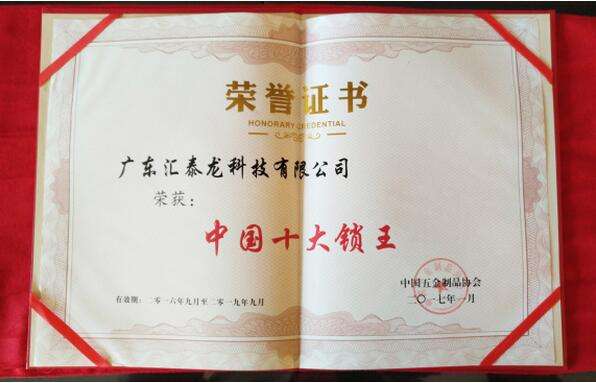 荣誉证书
HONORARY CREDENTIAL
广东汇泰龙科技有限公司
荣获：
中国十大锁王
中国五金制品协会
有效期：二零一六年九月至二零一九年九月
二〇一七年一月